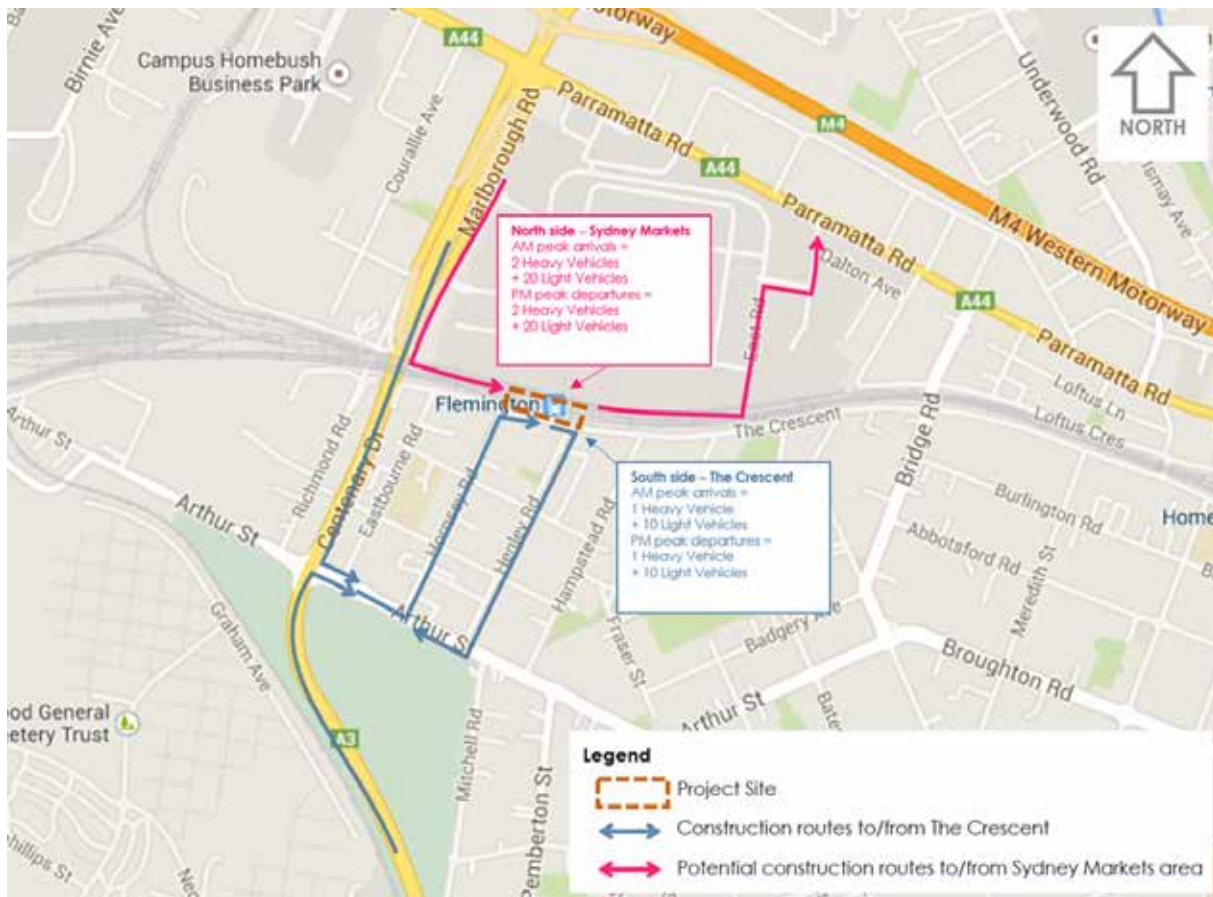 Birnie Ave
Campus Homebush
Business Park
A44
Motorway
NORTH
Underwood Rd
Ismay Ave
Courallie Ave
Marlborough Rd
Parramatta Rd
M4
A44
M4 Western Motorway
Parramatta Rd
Dalton Ave
A44
Parramatta Rd
North side – Sydney Markets
AM peak arrivals =
2 Heavy Vehicles
+ 20 Light Vehicles
PM peak departures =
2 Heavy Vehicles
+ 20 Light Vehicles
East Rd
Flemington
The Crescent
Loftus Ln
Loftus Cres
Bridge Rd
Arthur St
Richmond Rd
Centenary Dr
Eastbourne Rd
Hornsey Rd
Henley Rd
Hampstead Rd
South side – The Crescent
AM peak arrivals =
1 Heavy Vehicle
+ 10 Light Vehicles
PM peak departures =
1 Heavy Vehicle
+ 10 Light Vehicles
Burlington Rd
Home
Abbotsford Rd
Meredith St
Arthur St
Arthur St
Graham Ave
Fraser St
Badgery Ave
Broughton Rd
Arthur St
Bate
ood General
etery Trust
A3
Mitchell Rd
Pemberton St
phillips St
Legend
Project Site
Construction routes to/from The Crescent
Potential construction routes to/from Sydney Markets area